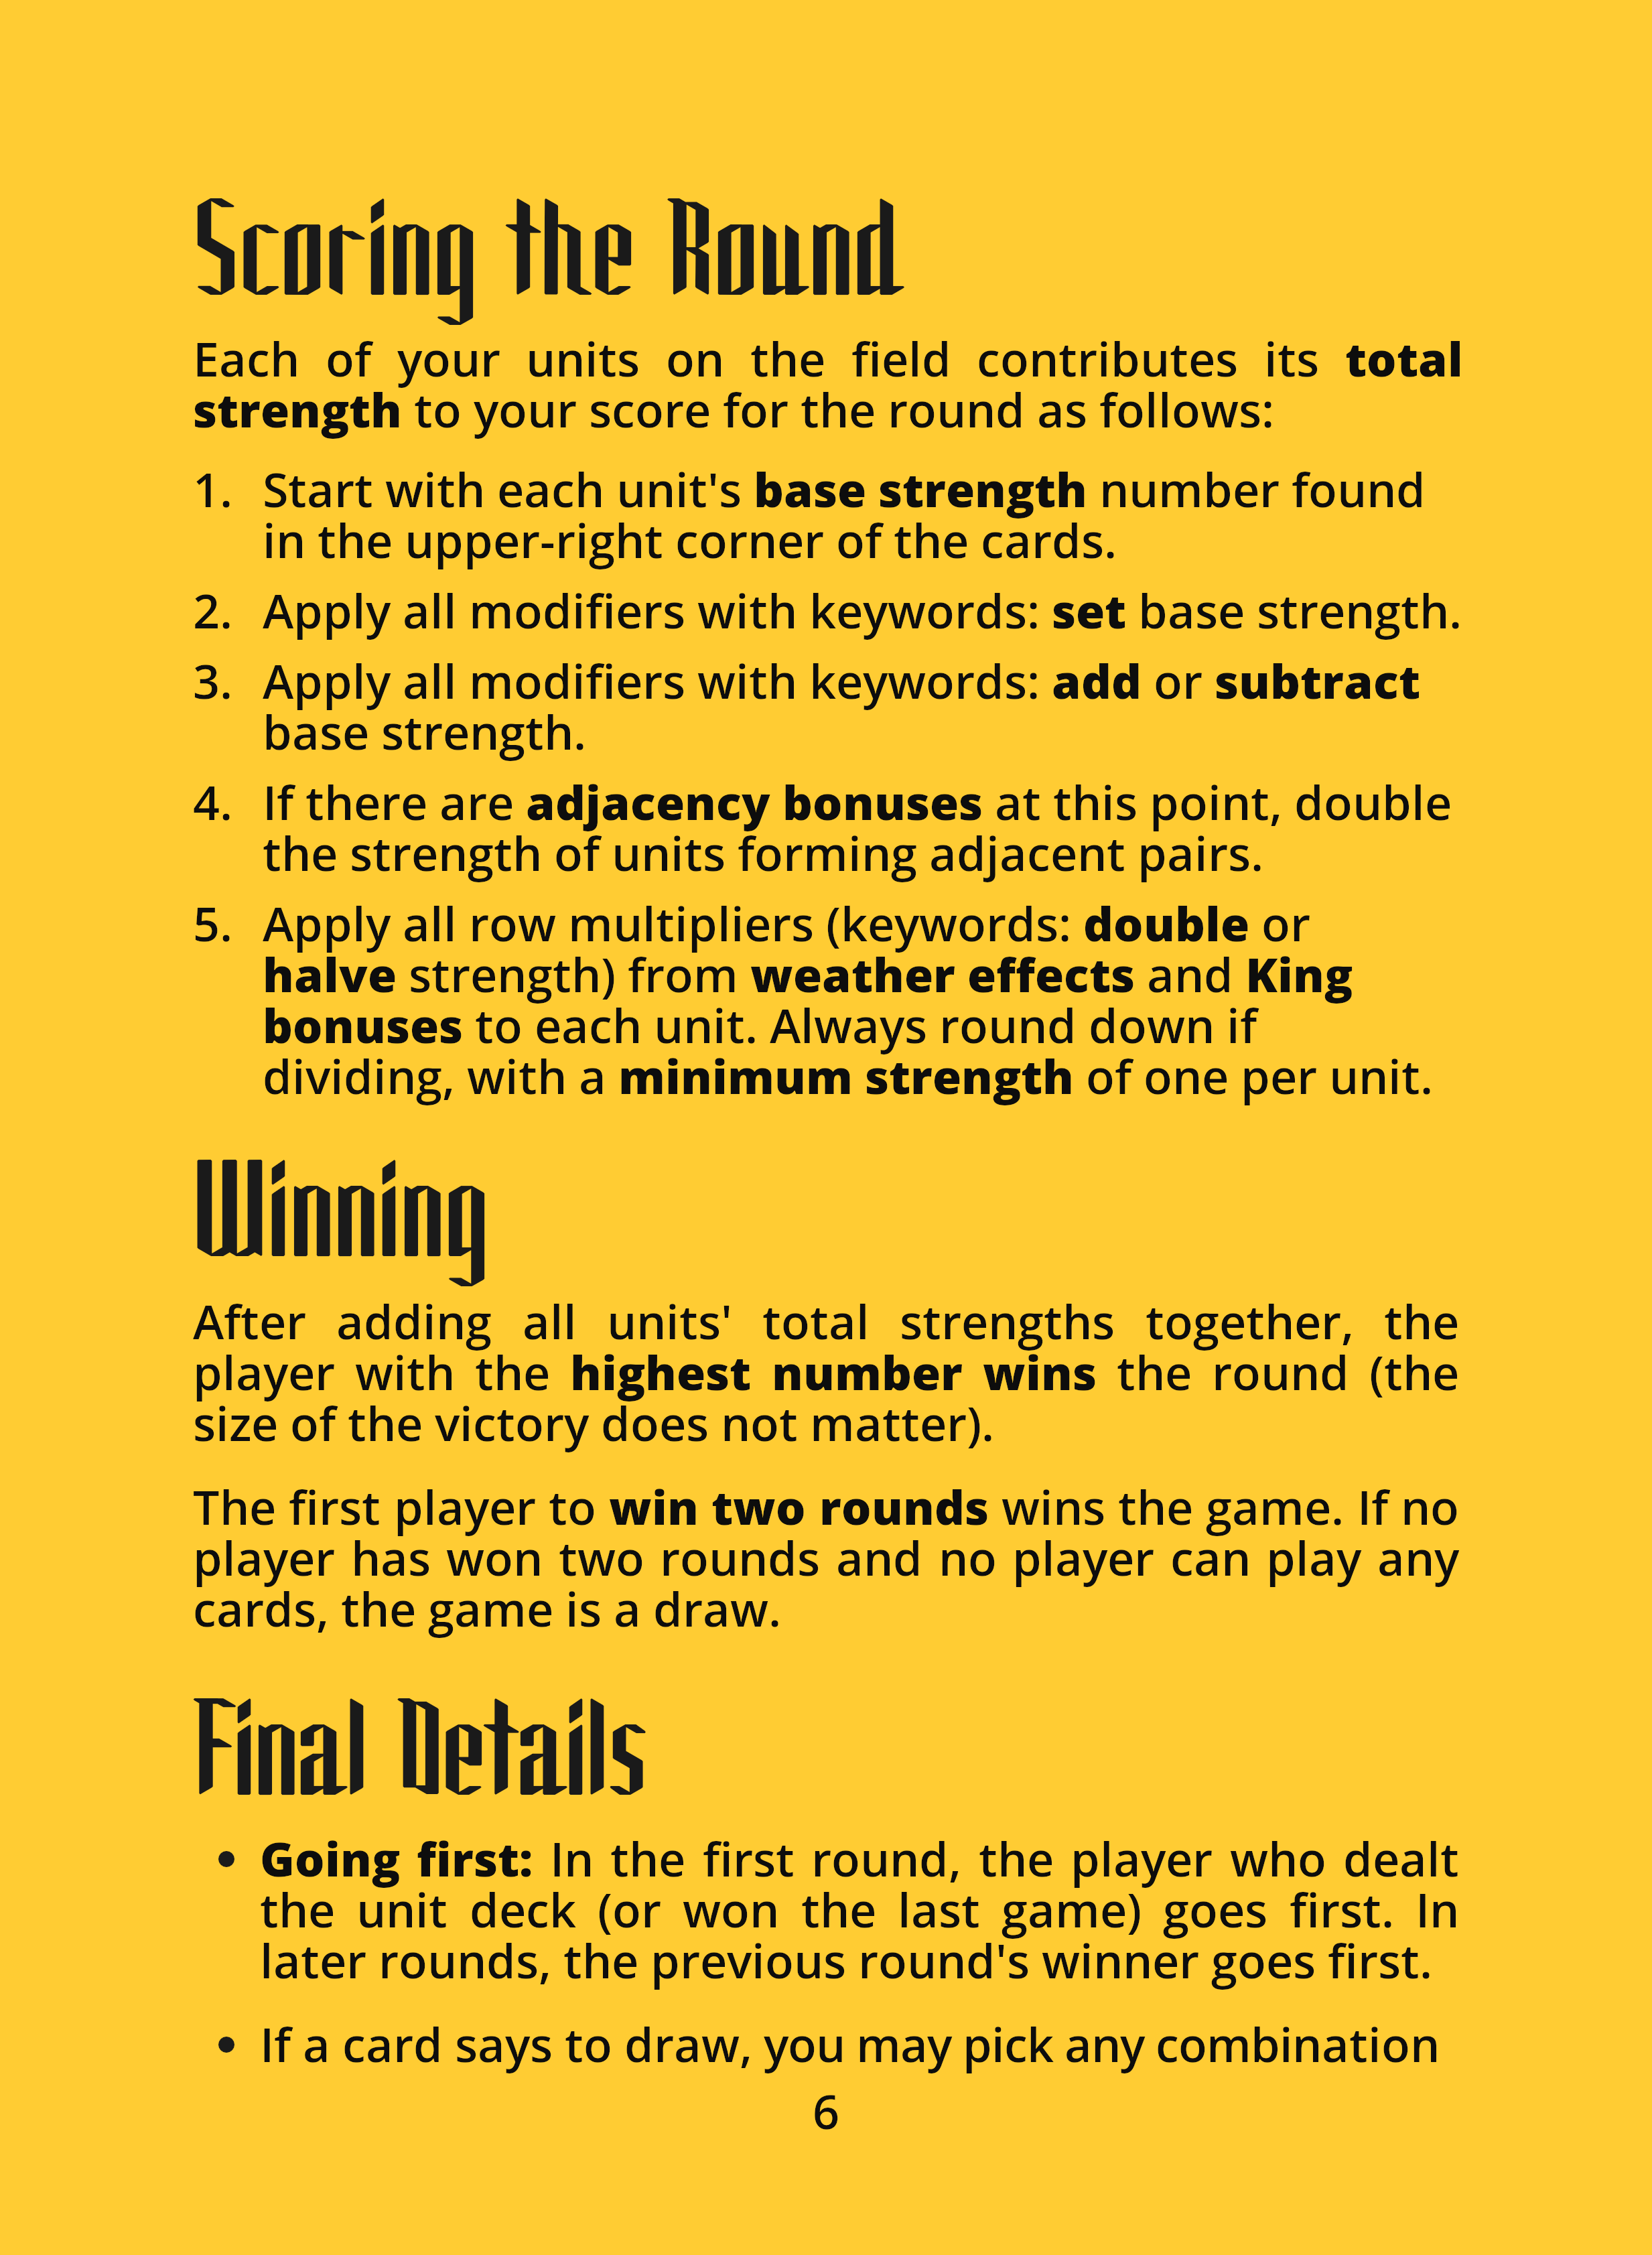 Scoring the Round
Each of your units on the field contributes its total
strength to your score for the round as follows:
1. Start with each unit's base strength number found
in the upper-right corner of the cards.
2. Apply all modifiers with keywords: set base strength.
3. Apply all modifiers with keywords: add or subtract
base strength.
4. If there are adjacency bonuses at this point, double
the strength of units forming adjacent pairs.
5. Apply all row multipliers (keywords: double or
halve strength) from weather effects and King
bonuses to each unit. Always round down if
dividing, with a minimum strength of one per unit.
Winning
After adding all units' total strengths together, the
player with the highest number wins the round (the
size of the victory does not matter).
The first player to win two rounds wins the game. If no
player has won two rounds and no player can play any
cards, the game is a draw.
Final Details
• Going first: In the first round, the player who dealt
the unit deck (or won the last game) goes first. In
later rounds, the previous round's winner goes first.
• If a card says to draw, you may pick any combination
6